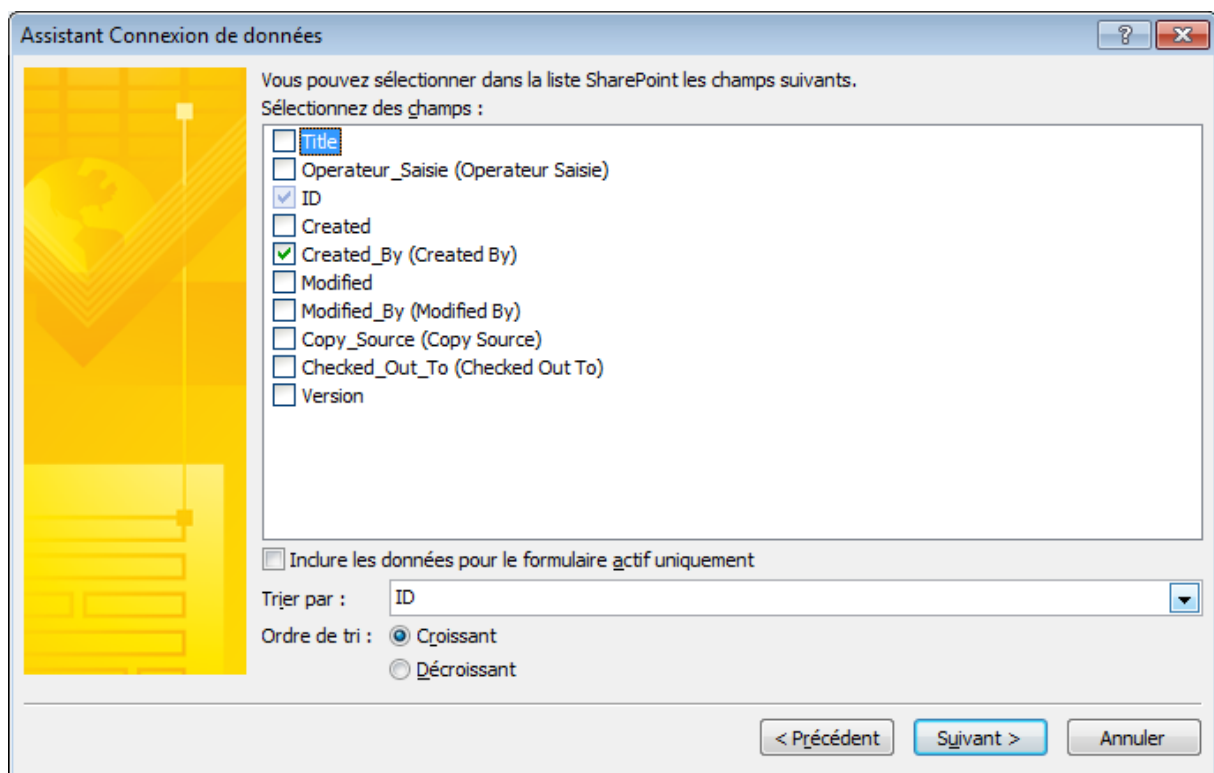 Assistant Connexion de données
Vous pouvez sélectionner dans la liste SharePoint les champs suivants.
Sélectionnez des champs :
Title
Operateur_Saisie (Operateur Saisie)
ID
Created
Created_By (Created By)
Modified
Modified_By (Modified By)
Copy_Source (Copy Source)
Checked_Out_To (Checked Out To)
Version
Inclure les données pour le formulaire actif uniquement
Trier par : ID
Ordre de tri : Croissant
Décroissant
< Précédent Suivant > Annuler